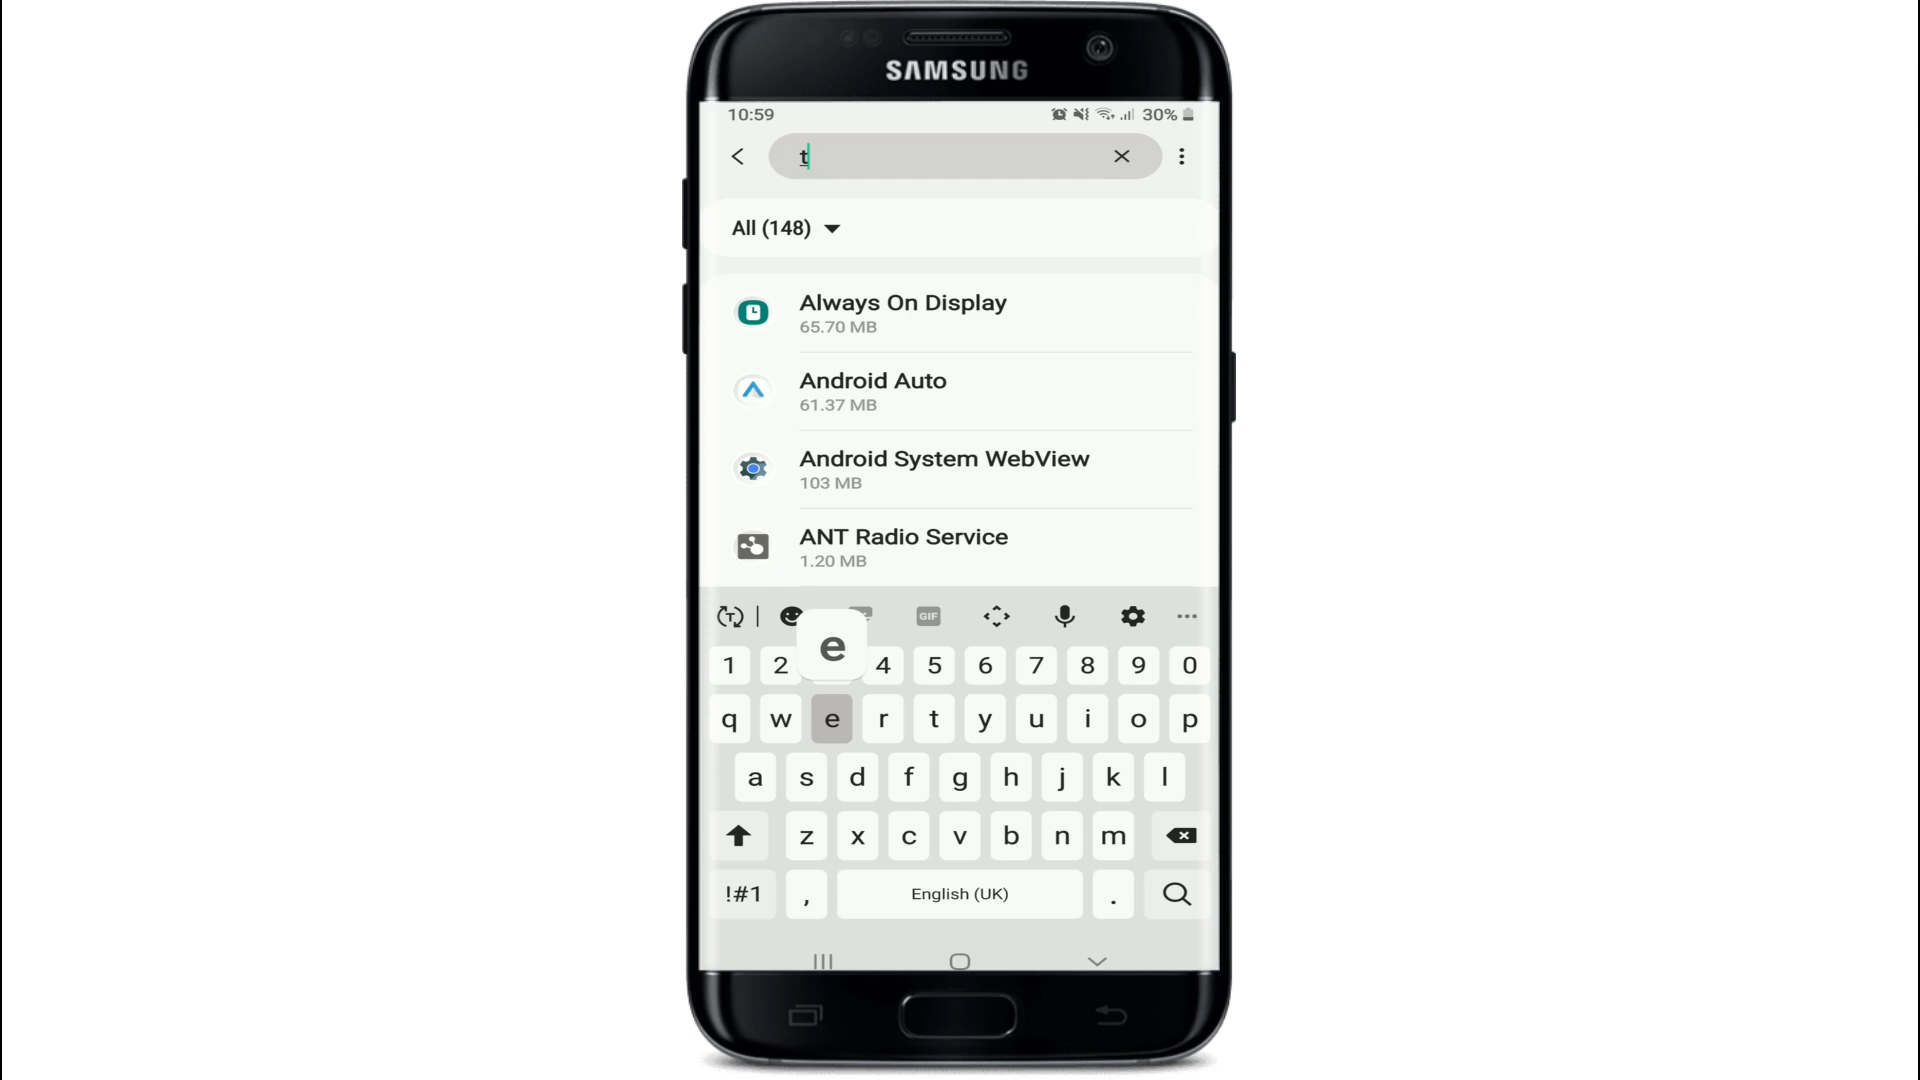 SAMSUNG
10:59 30%
t
All (148)
Always On Display
65.70 MB
Android Auto
61.37 MB
Android System WebView
103 MB
ANT Radio Service
1.20 MB
T GIF
e
1 2 4 5 6 7 8 9 0
q w e r t y u i o p
a s d f g h j k l
z x c v b n m
!#1 , English (UK) .